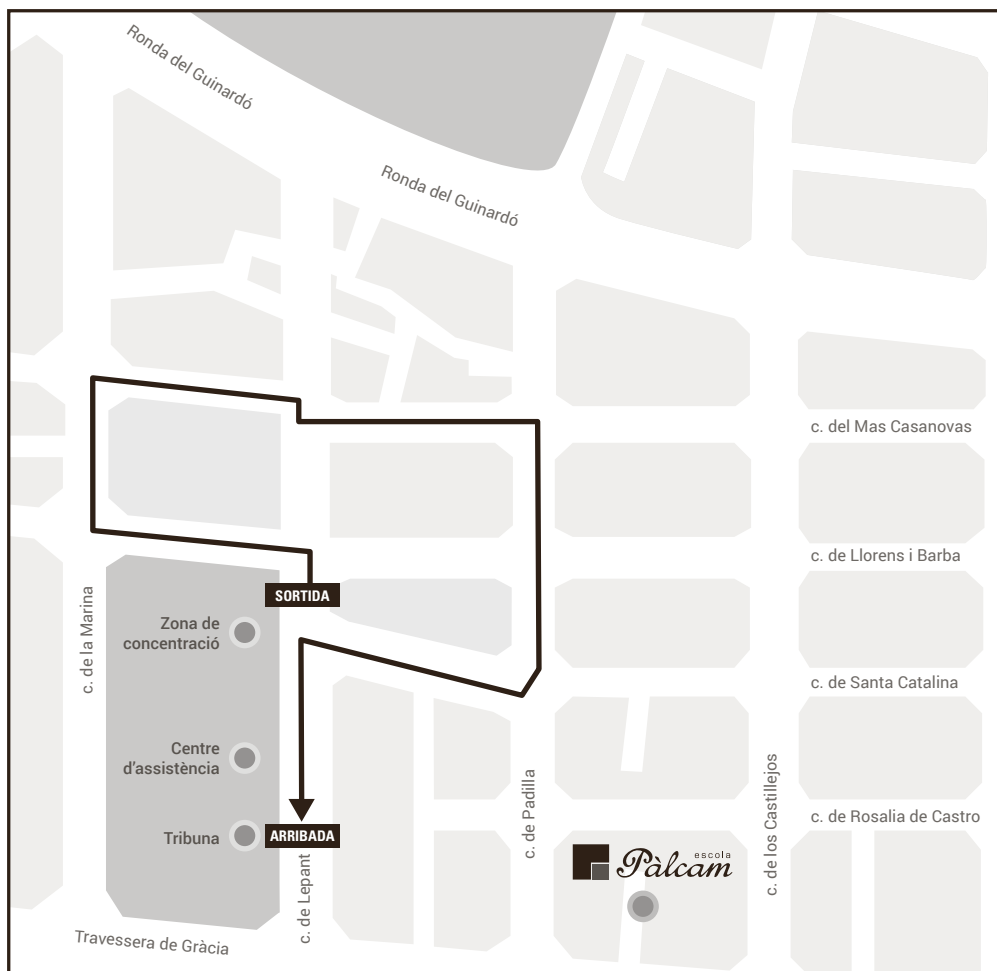 Ronda del Guinardó
Ronda del Guinardó
c. del Mas Casanovas
c. de Llorens i Barba
SORTIDA
Zona de
concentració
c. de la Marina
c. de Santa Catalina
Centre
d'assistència
c. de Padilla
c. de los Castillejos
c. de Rosalia de Castro
Tribuna
ARRIBADA
escola
Pàlcam
c. de Lepant
Travessera de Gràcia